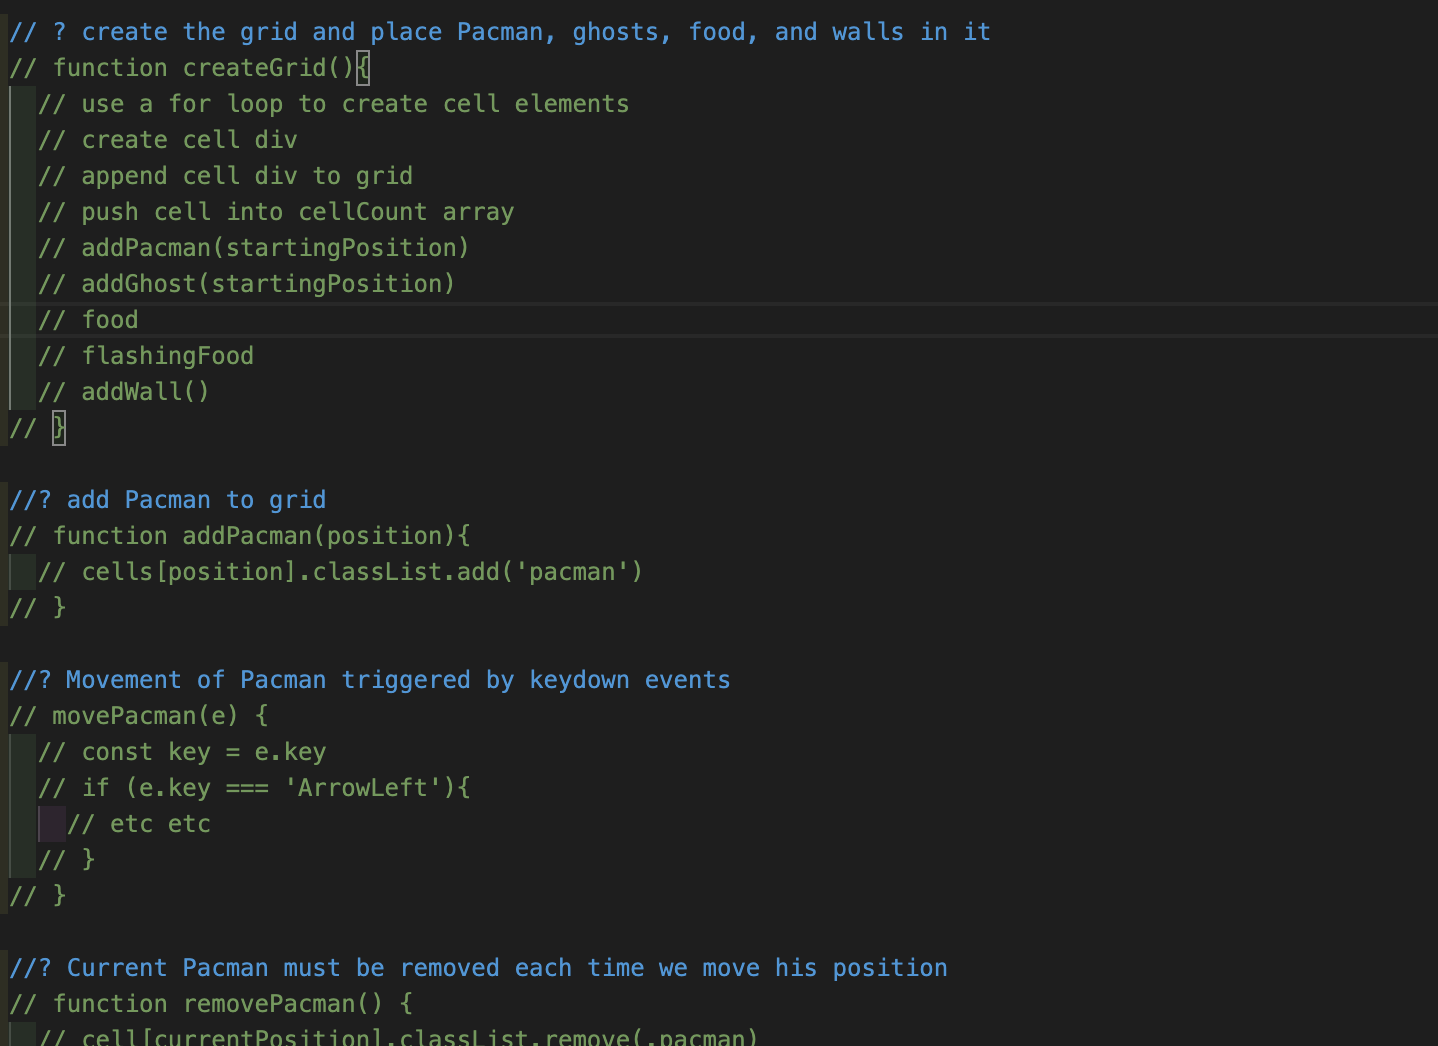 // ? create the grid and place Pacman, ghosts, food, and walls in it
// function createGrid(){
// use a for loop to create cell elements
// create cell div
// append cell div to grid
// push cell into cellCount array
// addPacman(startingPosition)
// addGhost(startingPosition)
// food
// flashingFood
// addWall()
// }
//? add Pacman to grid
// function addPacman(position){
// cells[position].classList.add('pacman')
// }
//? Movement of Pacman triggered by keydown events
// movePacman(e) {
// const key = e.key
// if (e.key === 'ArrowLeft'){
// etc etc
// }
// }
//? Current Pacman must be removed each time we move his position
// function removePacman() {
// cell[currentPosition].classList.remove(.pacman)